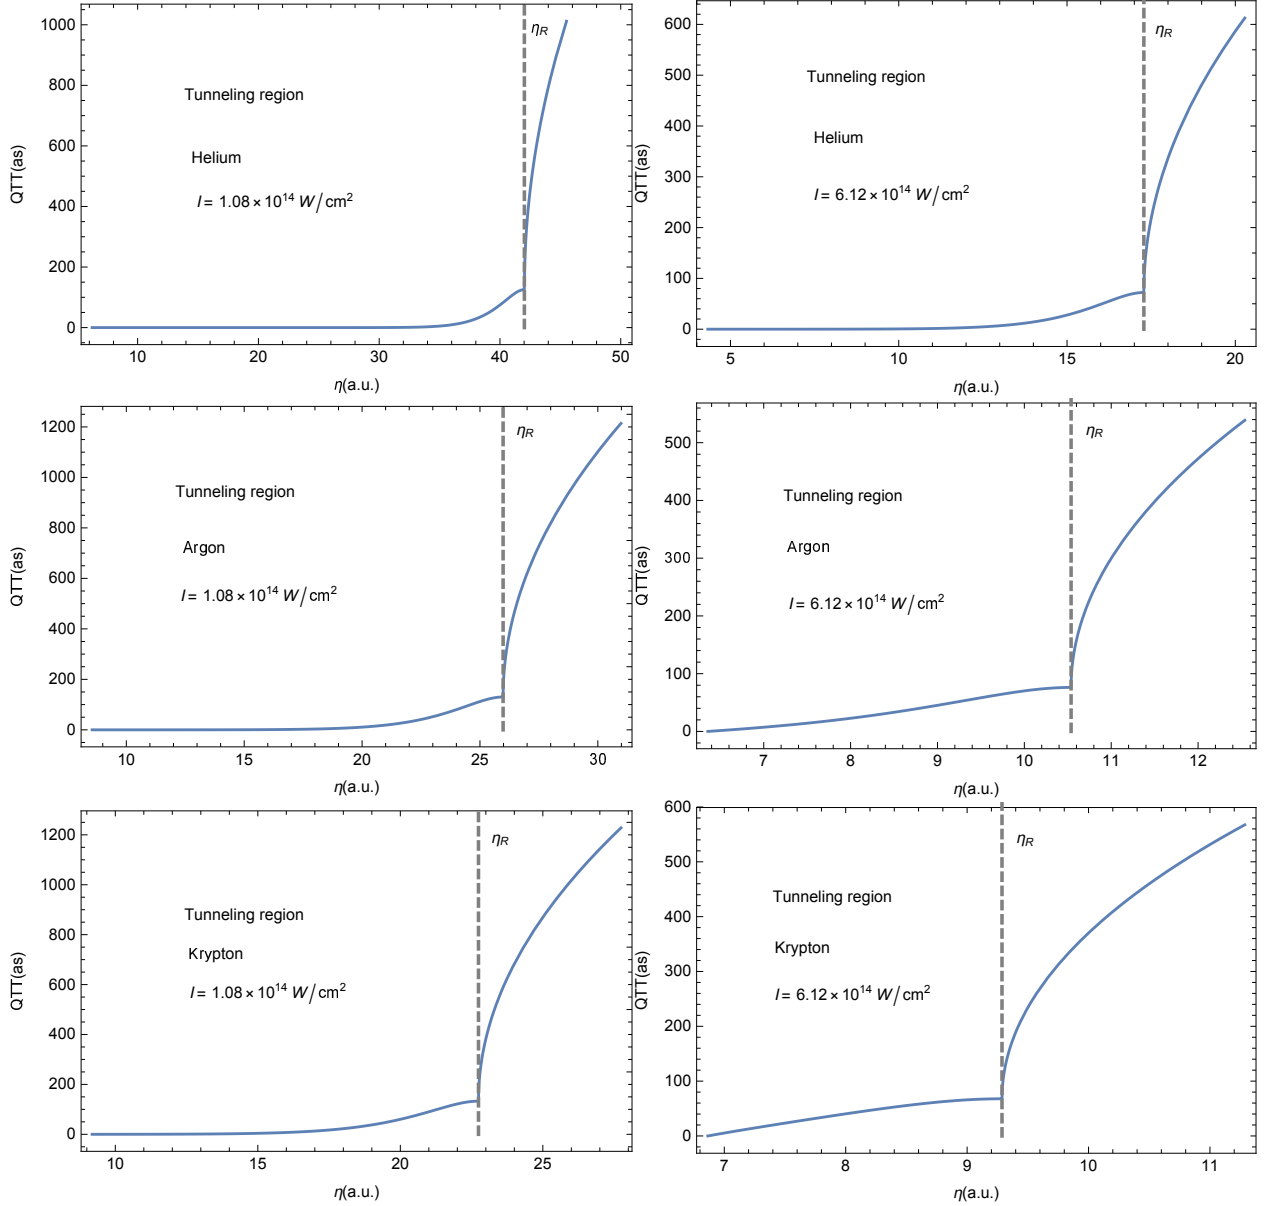 1000
800
600
400
200
0
QTT(as)
η_R
Tunneling region
Helium
I = 1.08 × 10^14 W/cm^2
10 20 30 40 50
η(a.u.)
600
500
400
300
200
100
0
QTT(as)
η_R
Tunneling region
Helium
I = 6.12 × 10^14 W/cm^2
5 10 15 20
η(a.u.)
1200
1000
800
600
400
200
0
QTT(as)
η_R
Tunneling region
Argon
I = 1.08 × 10^14 W/cm^2
10 15 20 25 30
η(a.u.)
500
400
300
200
100
0
QTT(as)
η_R
Tunneling region
Argon
I = 6.12 × 10^14 W/cm^2
7 8 9 10 11 12
η(a.u.)
1200
1000
800
600
400
200
0
QTT(as)
η_R
Tunneling region
Krypton
I = 1.08 × 10^14 W/cm^2
10 15 20 25
η(a.u.)
600
500
400
300
200
100
0
QTT(as)
η_R
Tunneling region
Krypton
I = 6.12 × 10^14 W/cm^2
7 8 9 10 11
η(a.u.)